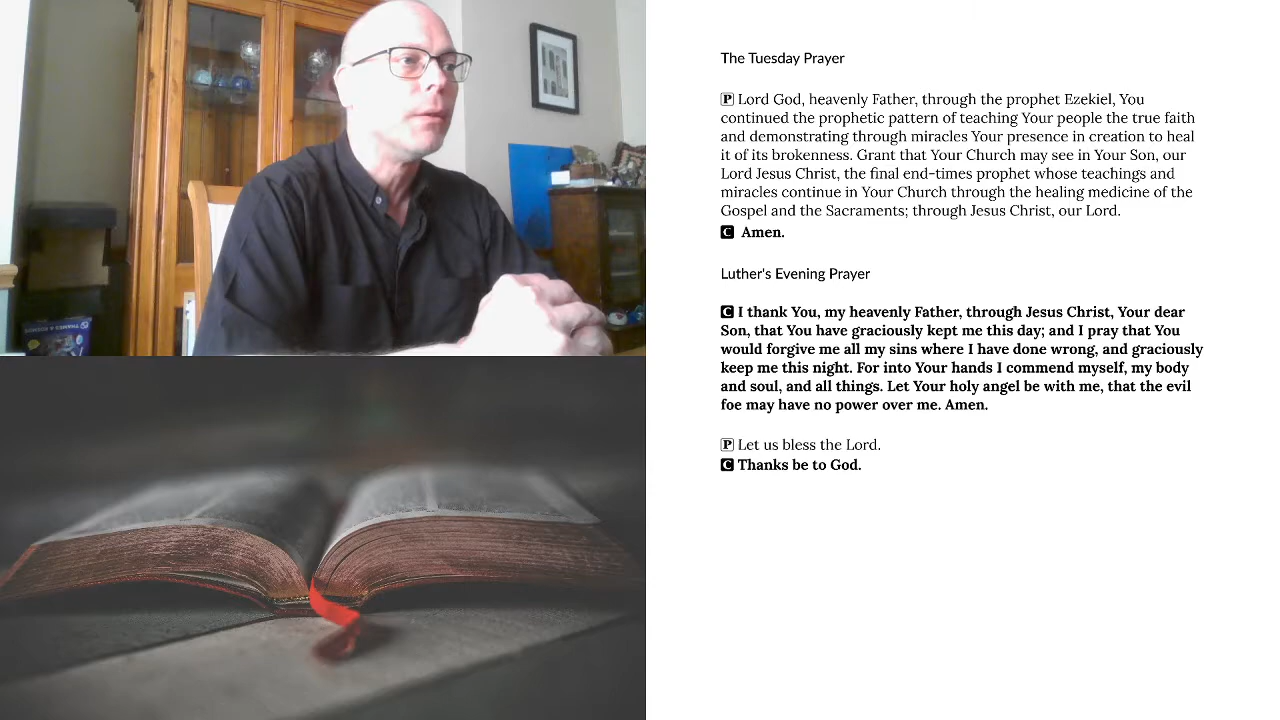 The Tuesday Prayer
P Lord God, heavenly Father, through the prophet Ezekiel, You
continued the prophetic pattern of teaching Your people the true faith
and demonstrating through miracles Your presence in creation to heal
it of its brokenness. Grant that Your Church may see in Your Son, our
Lord Jesus Christ, the final end-times prophet whose teachings and
miracles continue in Your Church through the healing medicine of the
Gospel and the Sacraments; through Jesus Christ, our Lord.
C Amen.
Luther's Evening Prayer
C I thank You, my heavenly Father, through Jesus Christ, Your dear
Son, that You have graciously kept me this day; and I pray that You
would forgive me all my sins where I have done wrong, and graciously
keep me this night. For into Your hands I commend myself, my body
and soul, and all things. Let Your holy angel be with me, that the evil
foe may have no power over me. Amen.
P Let us bless the Lord.
C Thanks be to God.